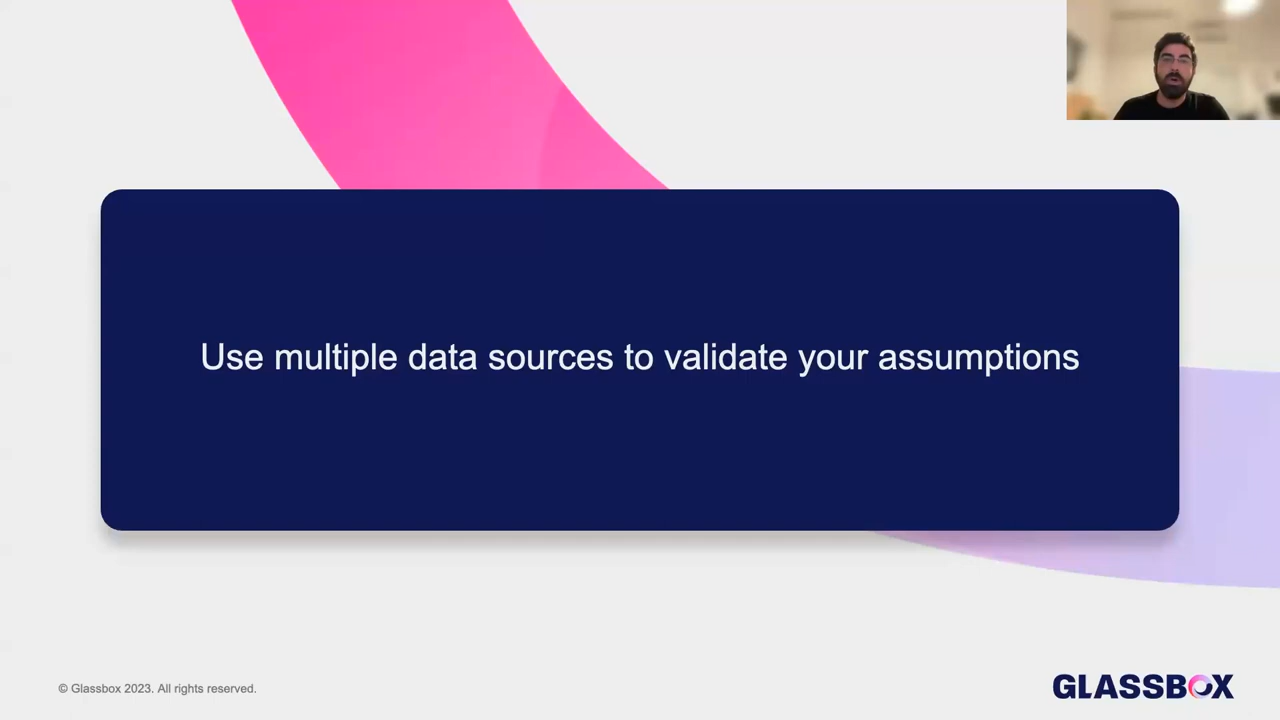 Use multiple data sources to validate your assumptions
© Glassbox 2023. All rights reserved.
GLASSBOX